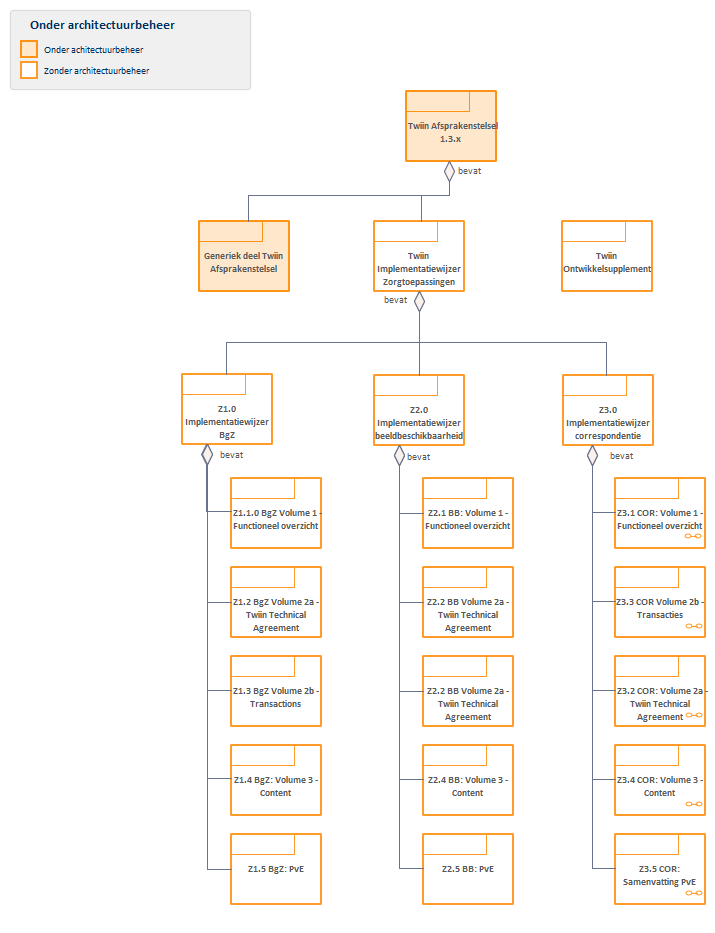 Onder architectuurbeheer
Onder achitectuurbeheer
Zonder architectuurbeheer
Twiin Afsprakenstelsel
1.3.x
bevat
Generiek deel Twiin
Afsprakenstelsel
Twiin
Implementatiewijzer
Zorgtoepassingen
Twiin
Ontwikkelsupplement
bevat
Z1.0
Implementatiewijzer
BgZ
Z2.0
Implementatiewijzer
beeldbeschikbaarheid
Z3.0
Implementatiewijzer
correspondentie
bevat
bevat
bevat
Z1.1.0 BgZ Volume 1 -
Functioneel overzicht
Z2.1 BB: Volume 1 -
Functioneel overzicht
Z3.1 COR: Volume 1 -
Functioneel overzicht
Z1.2 BgZ Volume 2a -
Twiin Technical
Agreement
Z2.2 BB Volume 2a -
Twiin Technical
Agreement
Z3.3 COR Volume 2b -
Transacties
Z1.3 BgZ Volume 2b -
Transactions
Z2.2 BB Volume 2a -
Twiin Technical
Agreement
Z3.2 COR: Volume 2a -
Twiin Technical
Agreement
Z1.4 BgZ: Volume 3 -
Content
Z2.4 BB: Volume 3 -
Content
Z3.4 COR: Volume 3 -
Content
Z1.5 BgZ: PvE
Z2.5 BB: PvE
Z3.5 COR:
Samenvatting PvE